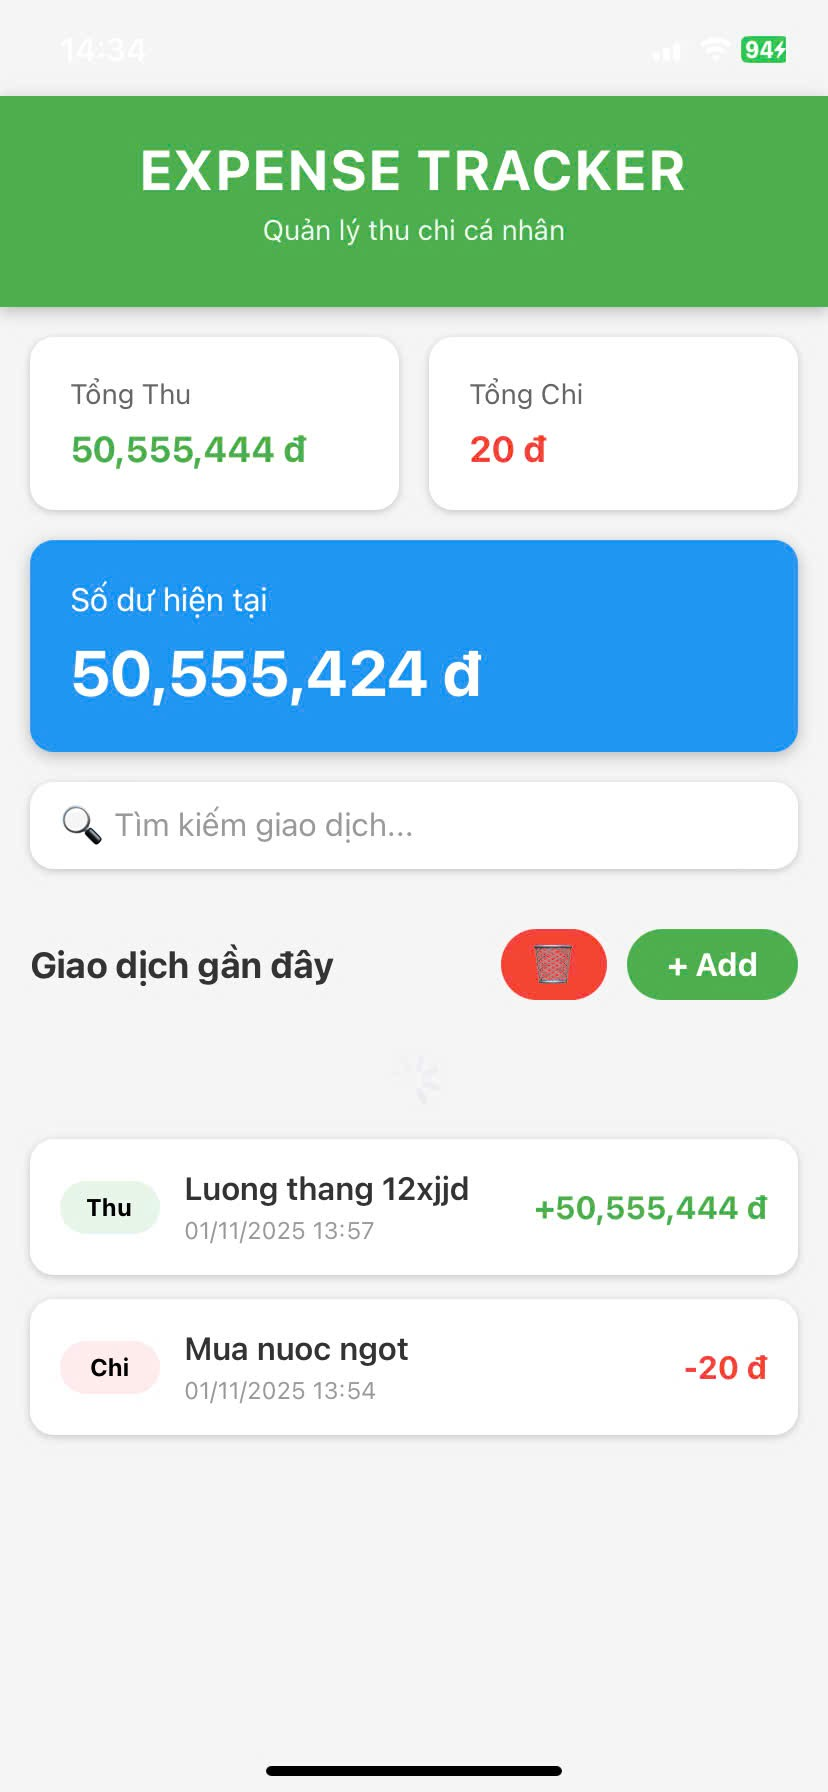 14:34
94
EXPENSE TRACKER
Quản lý thu chi cá nhân
Tổng Thu
50,555,444 đ
Tổng Chi
20 đ
Số dư hiện tại
50,555,424 đ
Tìm kiếm giao dịch...
Giao dịch gần đây
+ Add
Thu
Luong thang 12xjjd
01/11/2025 13:57
+50,555,444 đ
Chi
Mua nuoc ngot
01/11/2025 13:54
-20 đ